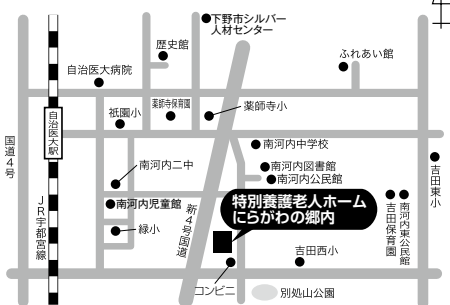 下野市シルバー
人材センター
歴史館
ふれあい館
自治医大病院
祇園小
薬師寺保育園
薬師寺小
自治医大駅
国道4号
南河内中学校
南河内二中
南河内図書館
南河内公民館
吉田東小
南河内児童館
特別養護老人ホーム
にらがわの郷内
緑小
新4号国道
JR宇都宮線
吉田西小
吉田保育園
南河内東公民館
コンビニ
別処山公園